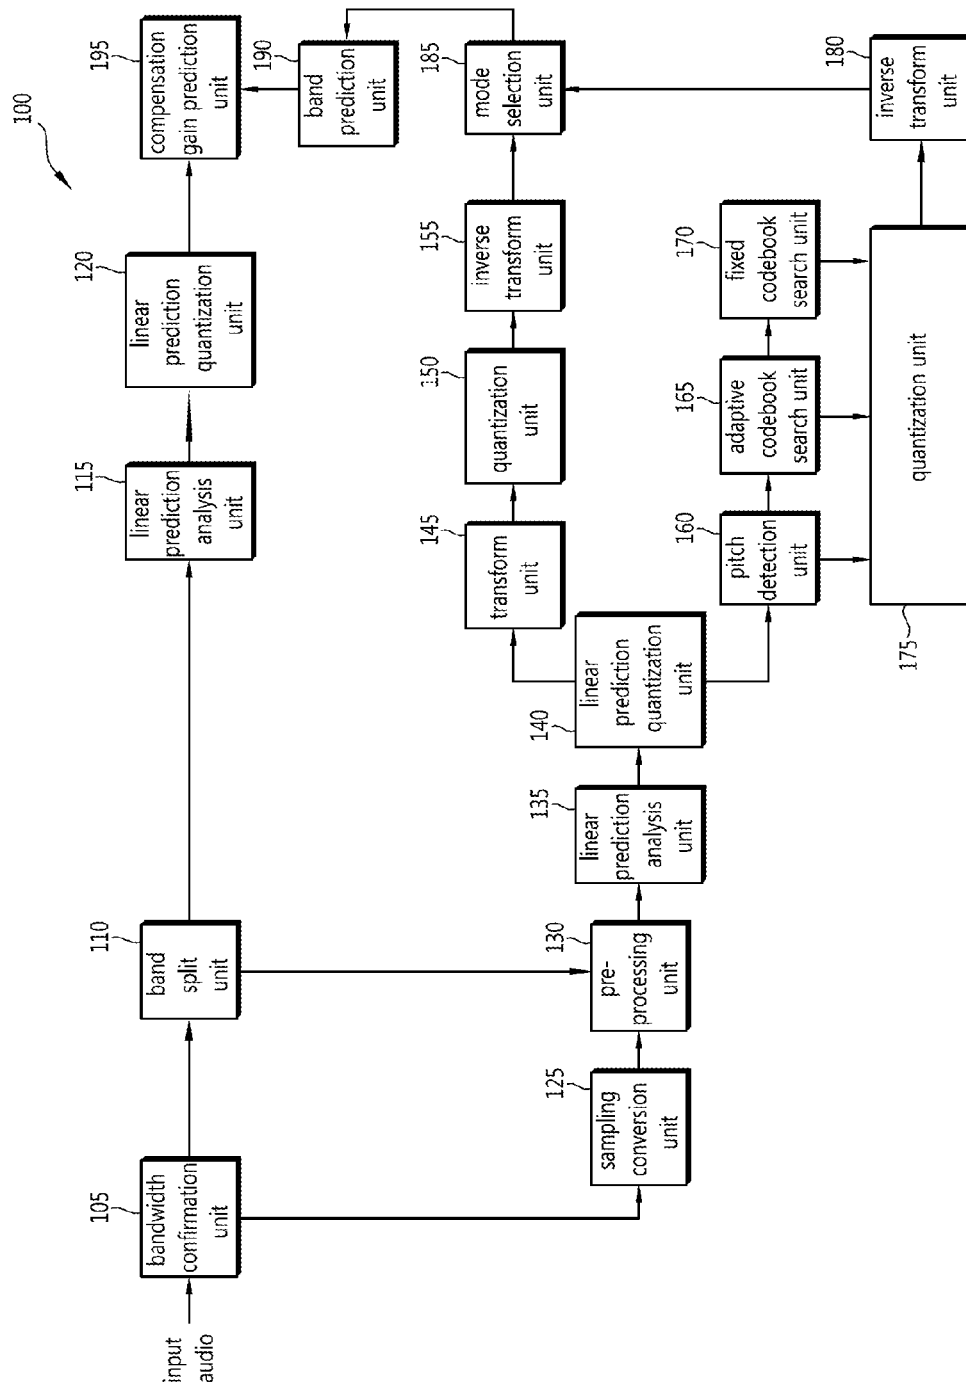 100
input
audio
105
bandwidth
confirmation
unit
110
band
split
unit
115
linear
prediction
analysis
unit
120
linear
prediction
quantization
unit
195
compensation
gain prediction
unit
190
band
prediction
unit
125
sampling
conversion
unit
130
pre-
processing
unit
135
linear
prediction
analysis
unit
140
linear
prediction
quantization
unit
145
transform
unit
150
quantization
unit
155
inverse
transform
unit
185
mode
selection
unit
160
pitch
detection
unit
165
adaptive
codebook
search unit
170
fixed
codebook
search unit
175
quantization unit
180
inverse
transform
unit